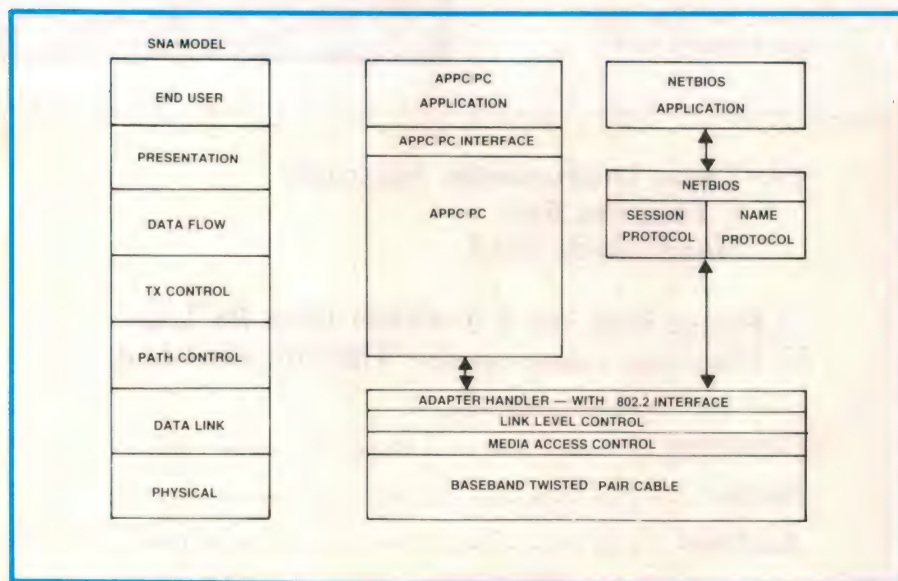 SNA MODEL
END USER
PRESENTATION
DATA FLOW
TX CONTROL
PATH CONTROL
DATA LINK
PHYSICAL
APPC PC
APPLICATION
APPC PC INTERFACE
APPC PC
NETBIOS
APPLICATION
NETBIOS
SESSION
PROTOCOL
NAME
PROTOCOL
ADAPTER HANDLER — WITH 802.2 INTERFACE
LINK LEVEL CONTROL
MEDIA ACCESS CONTROL
BASEBAND TWISTED PAIR CABLE